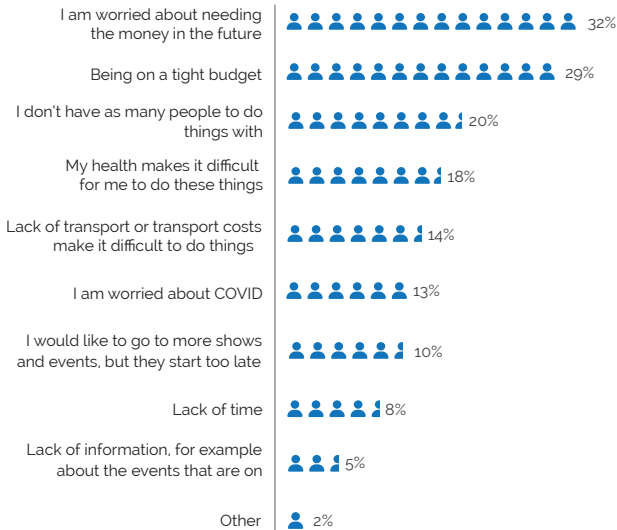 I am worried about needing
the money in the future
32%
Being on a tight budget
29%
I don't have as many people to do
things with
20%
My health makes it difficult
for me to do these things
18%
Lack of transport or transport costs
make it difficult to do things
14%
I am worried about COVID
13%
I would like to go to more shows
and events, but they start too late
10%
Lack of time
8%
Lack of information, for example
about the events that are on
5%
Other
2%